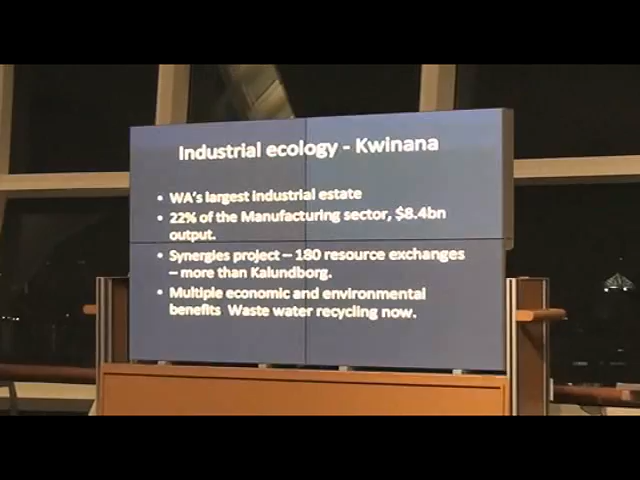 Industrial ecology - Kwinana
• WA's largest industrial estate
• 22% of the Manufacturing sector, $8.4bn
output.
• Synergies project – 180 resource exchanges
– more than Kalundborg.
• Multiple economic and environmental
benefits Waste water recycling now.